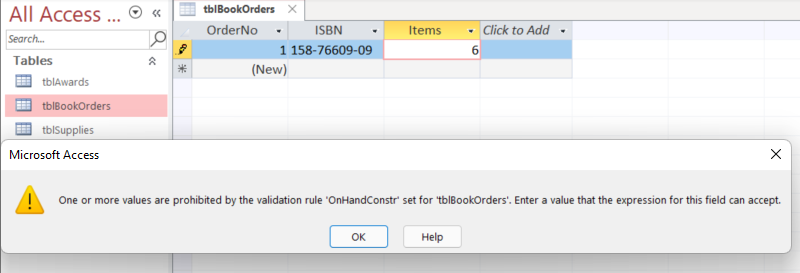 All Access ...
Search...
Tables
tblAwards
tblBookOrders
tblSupplies
tblBookOrders
OrderNo ISBN Items Click to Add
1 158-76609-09 6
(New)
Microsoft Access
One or more values are prohibited by the validation rule 'OnHandConstr' set for 'tblBookOrders'. Enter a value that the expression for this field can accept.
OK Help